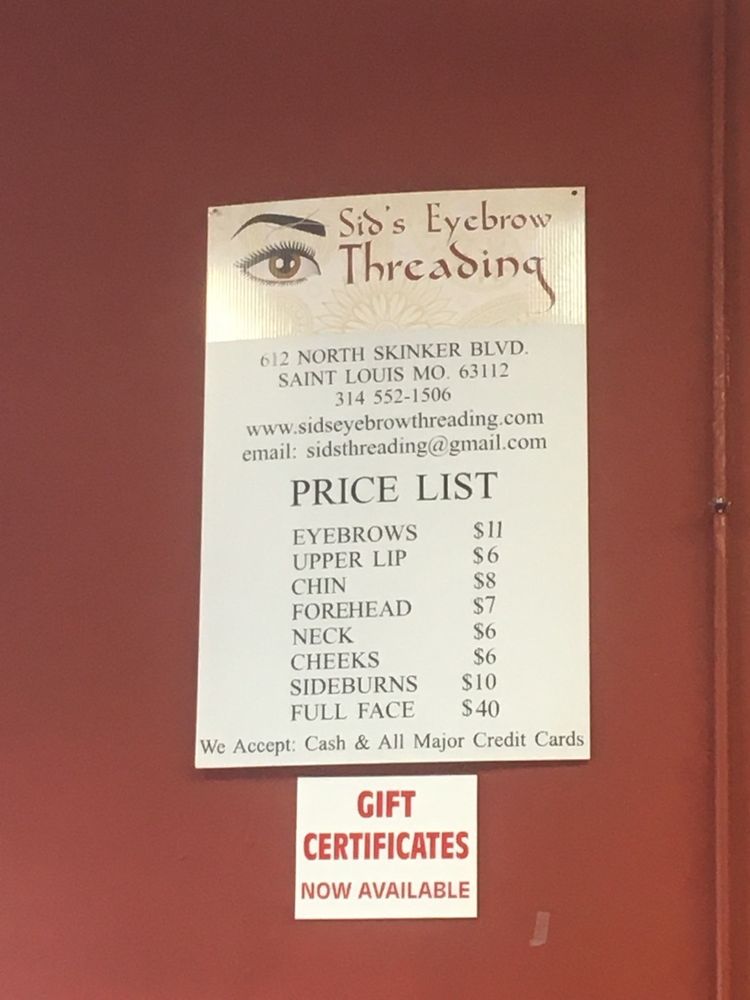 Sid's Eyebrow
Threading
612 NORTH SKINKER BLVD.
SAINT LOUIS MO. 63112
314 552-1506
www.sidseyebrowthreading.com
email: sidsthreading@gmail.com
PRICE LIST
EYEBROWS $11
UPPER LIP $6
CHIN $8
FOREHEAD $7
NECK $6
CHEEKS $6
SIDEBURNS $10
FULL FACE $40
We Accept: Cash & All Major Credit Cards
GIFT
CERTIFICATES
NOW AVAILABLE